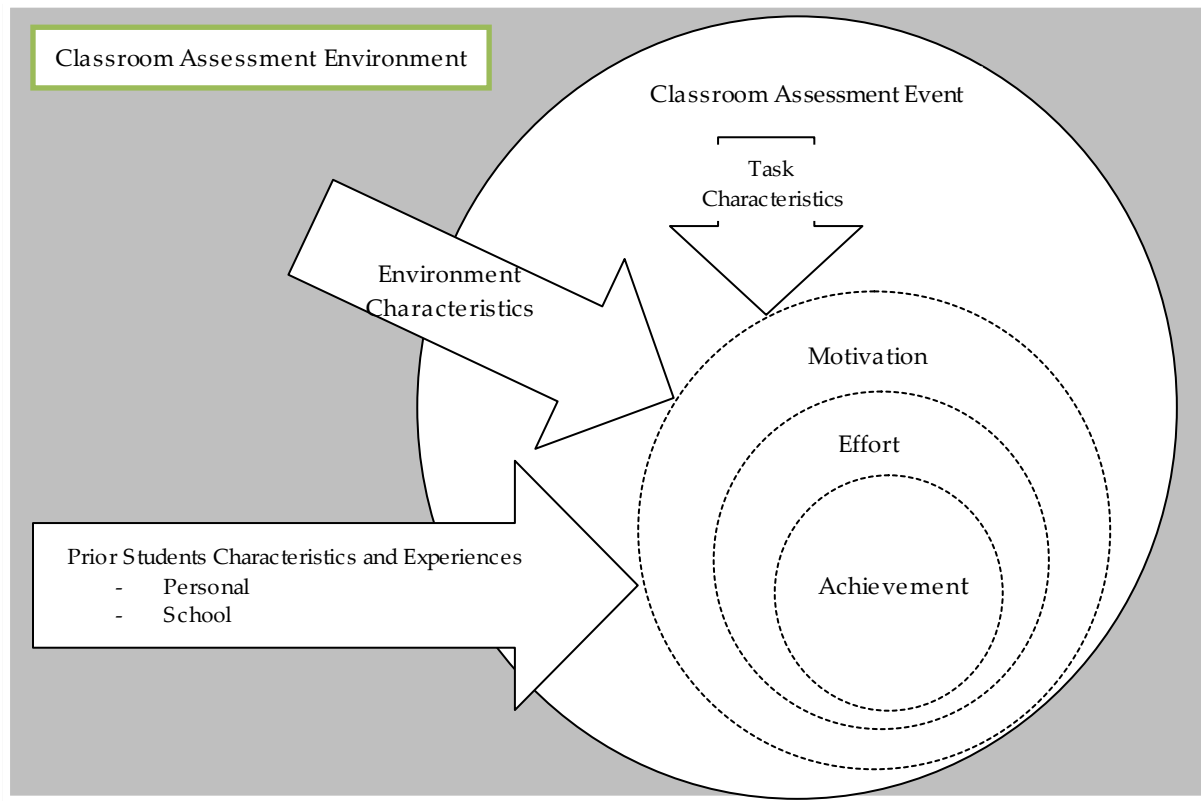 Classroom Assessment Environment
Classroom Assessment Event
Task
Characteristics
Environment
Characteristics
Motivation
Effort
Prior Students Characteristics and Experiences
- Personal
- School
Achievement